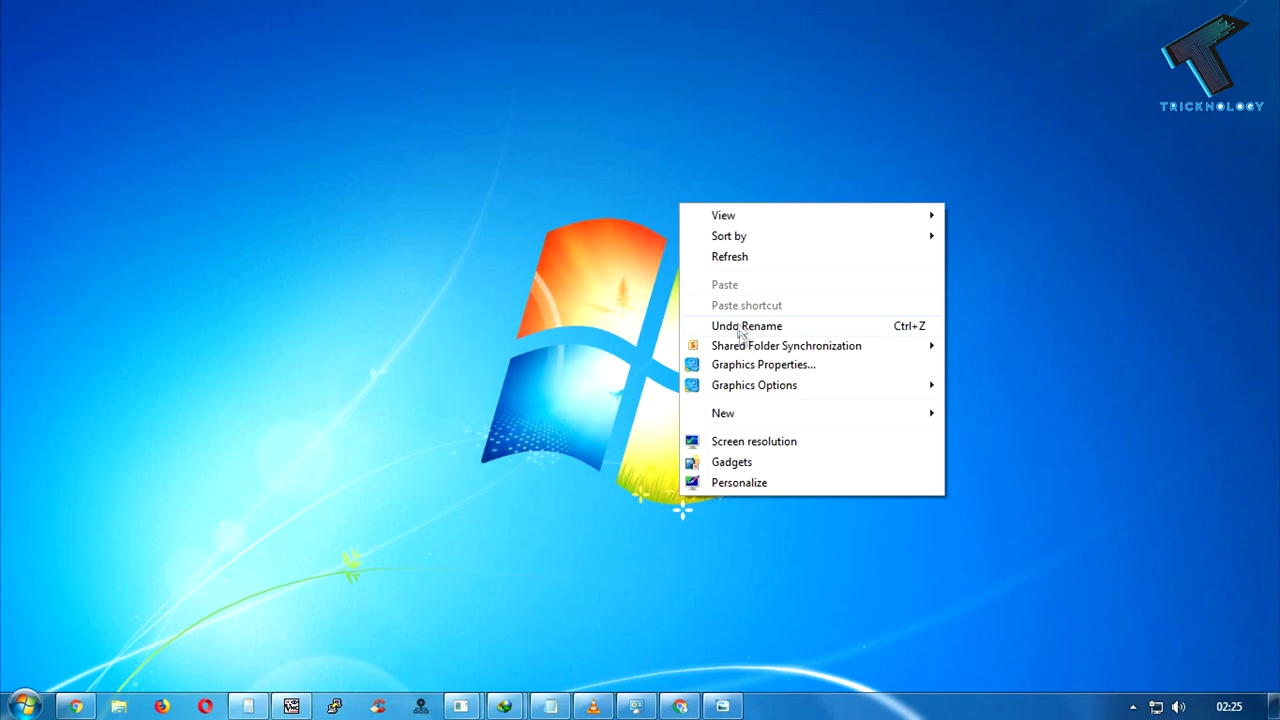 TRICKNOLOGY
View
Sort by
Refresh
Paste
Paste shortcut
Undo Rename Ctrl+Z
Shared Folder Synchronization
Graphics Properties...
Graphics Options
New
Screen resolution
Gadgets
Personalize
02:25